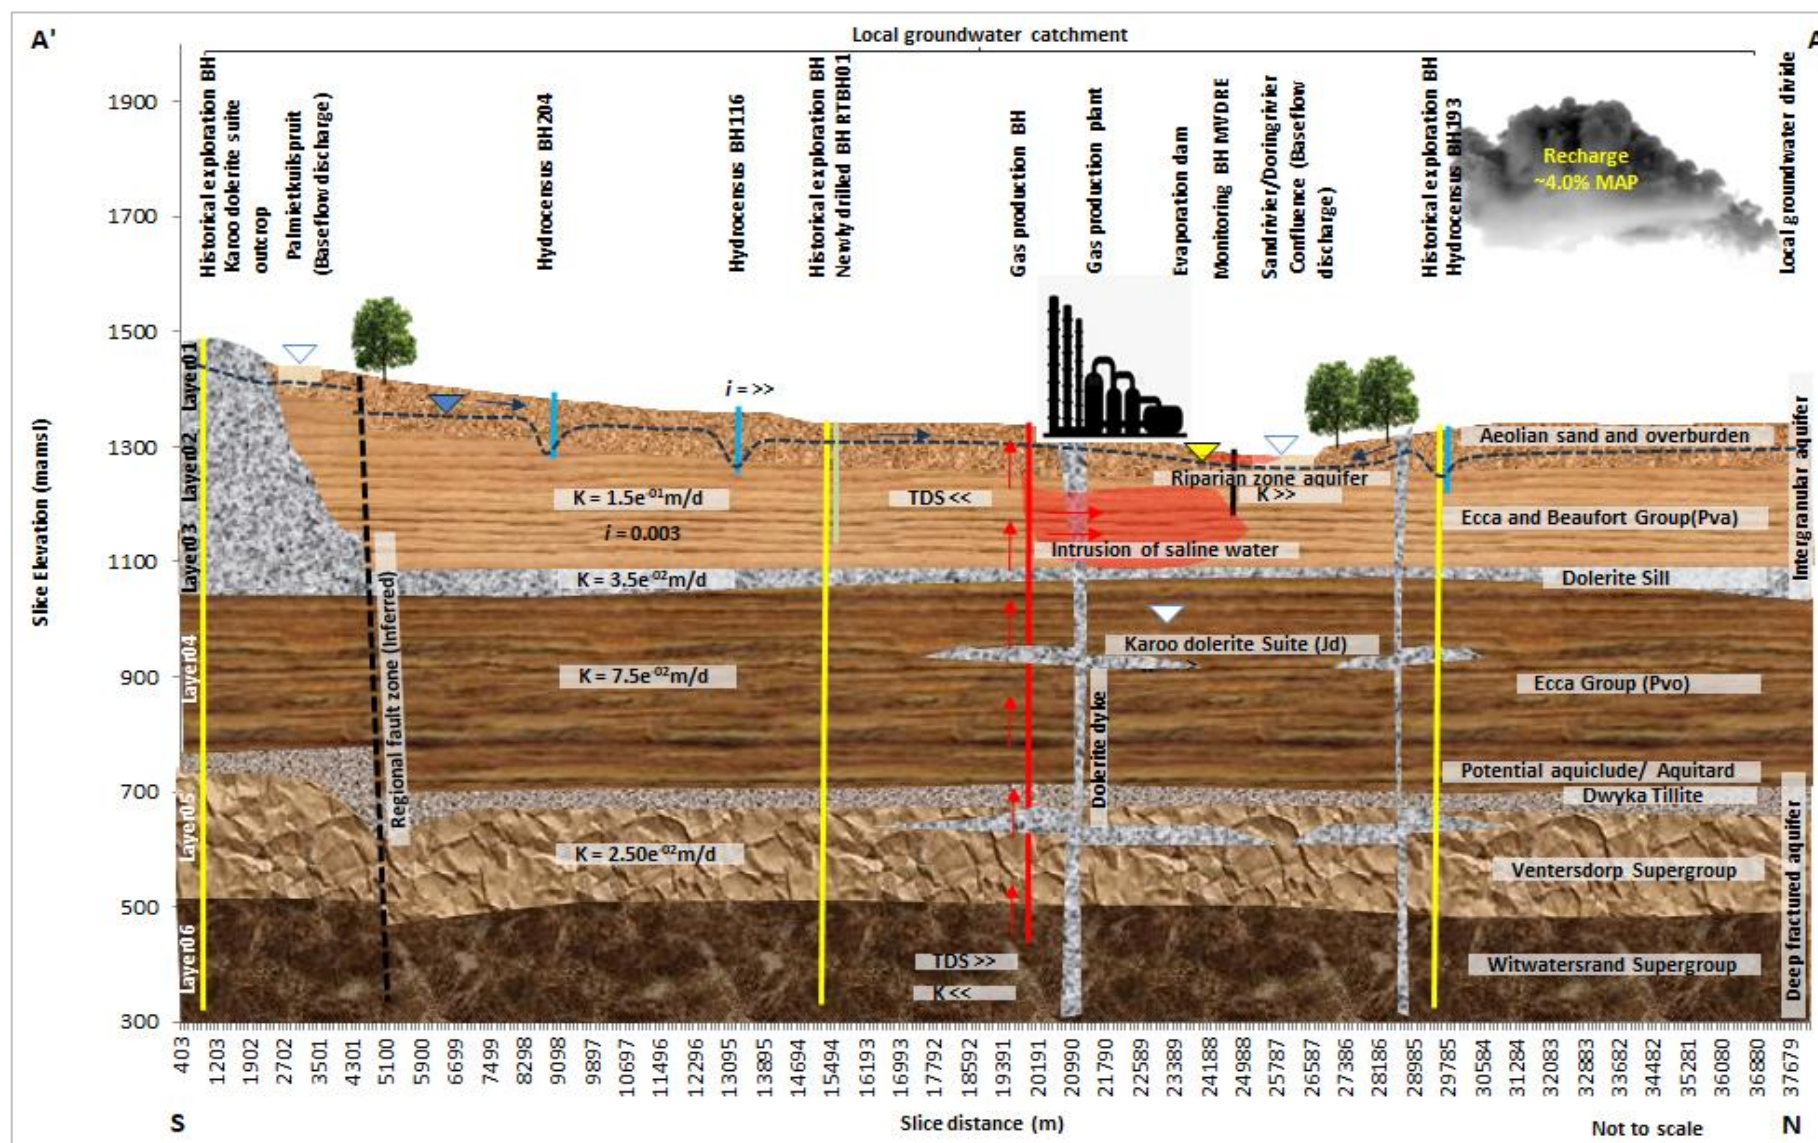 A'
Local groundwater catchment
A
Historical exploration BH
Karoo dolerite suite
outcrop
Palmietkuilspruit
(Baseflow discharge)
Hydrocensus BH204
Hydrocensus BH116
Historical exploration BH
Newly drilled BH RTBH01
Gas production BH
Gas production plant
Evaporation dam
Monitoring BH MVDRE
Sandrivier/Doringrivier
Confluence (Baseflow
discharge)
Historical exploration BH
Hydrocensus BH193
Local groundwater divide
Recharge
~4.0% MAP
Slice Elevation (mamsl)
1900
1700
1500
1300
1100
900
700
500
300
Layer01
Layer02
Layer03
Layer04
Layer05
Layer06
i = >>
Aeolian sand and overburden
Riparian zone aquifer
K = 1.5e-01m/d
TDS <<
K >>
i = 0.003
Ecca and Beaufort Group(Pva)
Intrusion of saline water
K = 3.5e-02m/d
Dolerite Sill
Intergranular aquifer
Karoo dolerite Suite (Jd)
K = 7.5e-02m/d
Ecca Group (Pvo)
Regional fault zone (Inferred)
Dolerite dyke
Potential aquiclude/ Aquitard
Dwyka Tillite
K = 2.50e-02m/d
Ventersdorp Supergroup
Deep fractured aquifer
TDS >>
Witwatersrand Supergroup
K <<
403 1203 1902 2702 3501 4301 5100 5900 6699 7499 8298 9098 9897 10697 11496 12296 13095 13895 14694 15494 16193 16993 17792 18592 19391 20191 20990 21790 22589 23389 24188 24988 25787 26587 27386 28186 28985 29785 30584 31284 32083 32883 33682 34482 35281 36080 36880 37679
S
Slice distance (m)
Not to scale
N